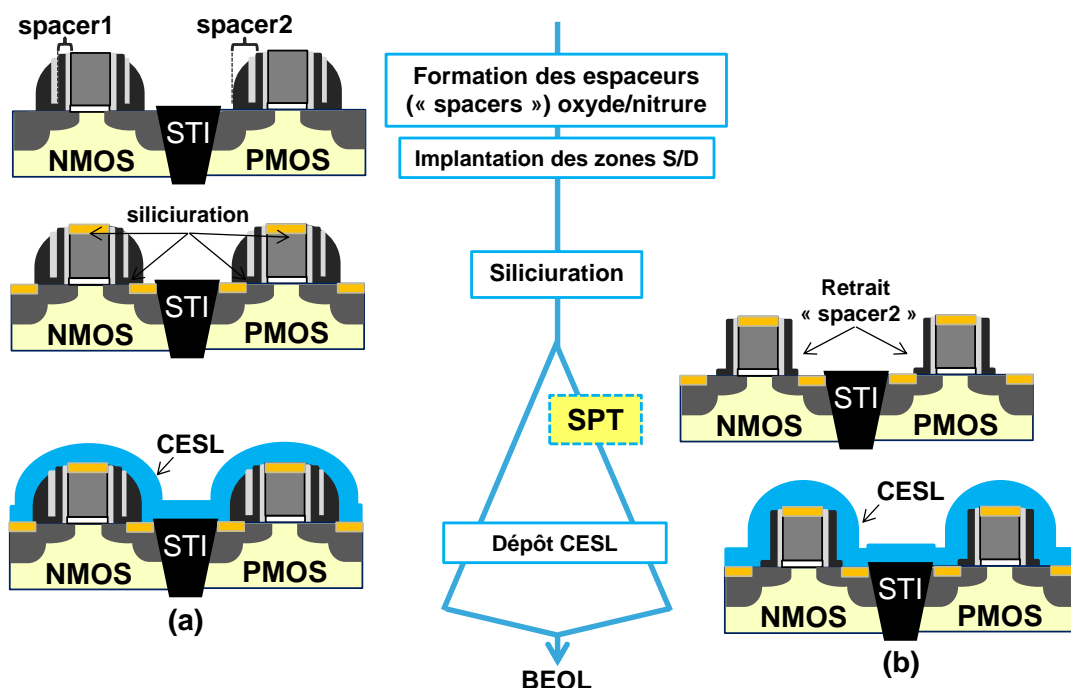 spacer1
spacer2
STI
NMOS
PMOS
siliciuration
STI
NMOS
PMOS
CESL
STI
NMOS
PMOS
(a)
Formation des espaceurs
(« spacers ») oxyde/nitrure
Implantation des zones S/D
Siliciuration
SPT
Dépôt CESL
BEOL
Retrait
« spacer2 »
STI
NMOS
PMOS
CESL
STI
NMOS
PMOS
(b)